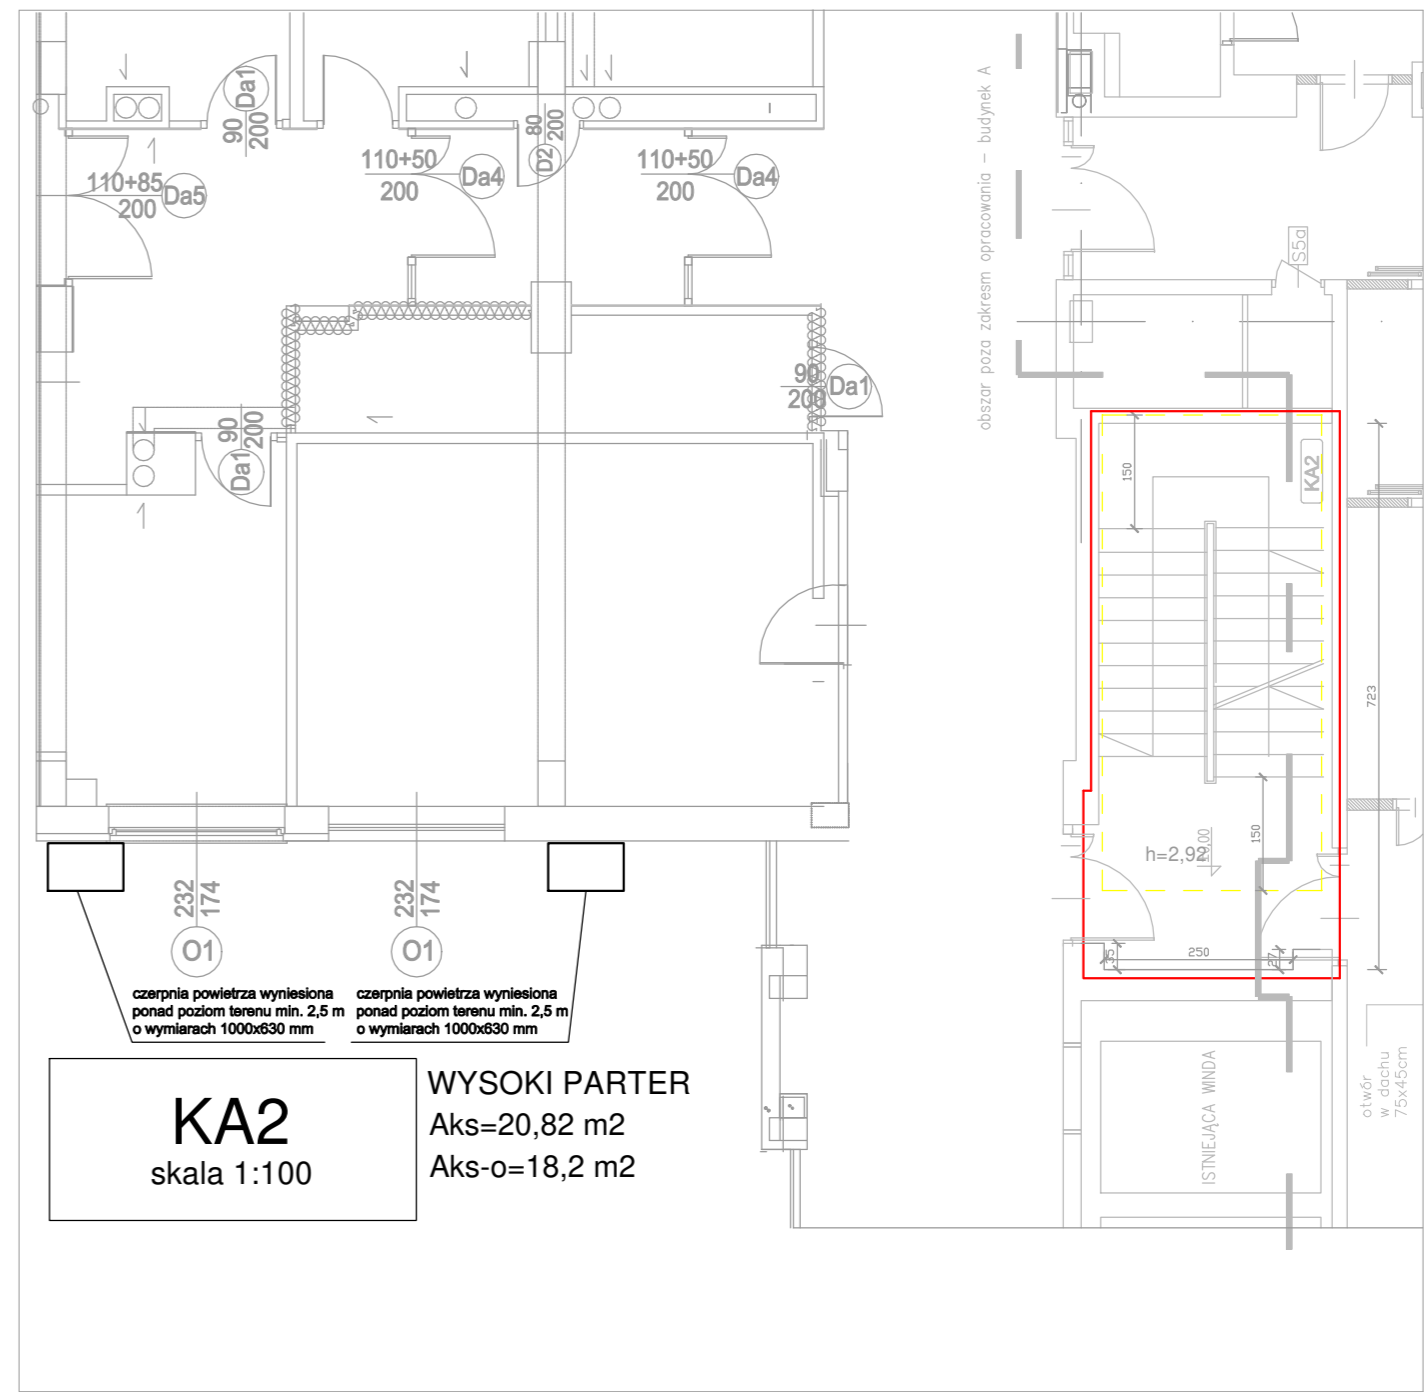 90
200
Da1
110+85
200
Da5
110+50
200
Da4
80
200
D2
110+50
200
Da4
obszar poza zakresm opracowania – budynek A
S5a
90
200
Da1
90
200
Da1
KA2
150
723
h=2,92
150
35
250
27
232
174
O1
232
174
O1
czerpnia powietrza wyniesiona
ponad poziom terenu min. 2,5 m
o wymiarach 1000x630 mm
czerpnia powietrza wyniesiona
ponad poziom terenu min. 2,5 m
o wymiarach 1000x630 mm
KA2
skala 1:100
WYSOKI PARTER
Aks=20,82 m2
Aks-o=18,2 m2
ISTNIEJĄCA WINDA
otwór
w dachu
75x45cm